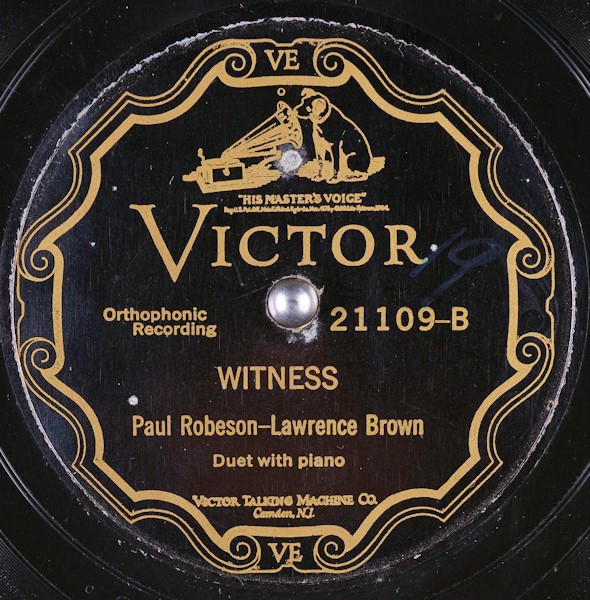 VE
"HIS MASTER'S VOICE"
VICTOR
19
Orthophonic
Recording
21109-B
WITNESS
Paul Robeson-Lawrence Brown
Duet with piano
VICTOR TALKING MACHINE CO.
Camden, N.J.
VE